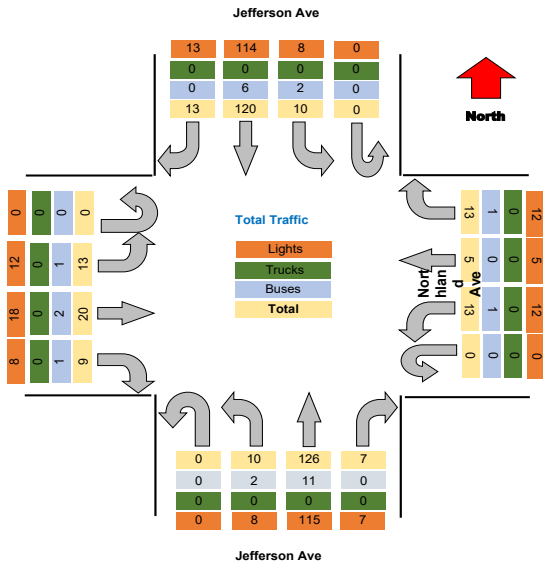 Jefferson Ave
13 114 8 0
0 0 0 0
0 6 2 0
13 120 10 0
North
0 0 0 0
12 0 1 13
18 0 2 20
8 0 1 9
Total Traffic
Lights
Trucks
Buses
Total
13 1 0 12
5 0 0 5
13 1 0 12
0 0 0 0
Nort
hlan
d
Ave
0 10 126 7
0 2 11 0
0 0 0 0
0 8 115 7
Jefferson Ave